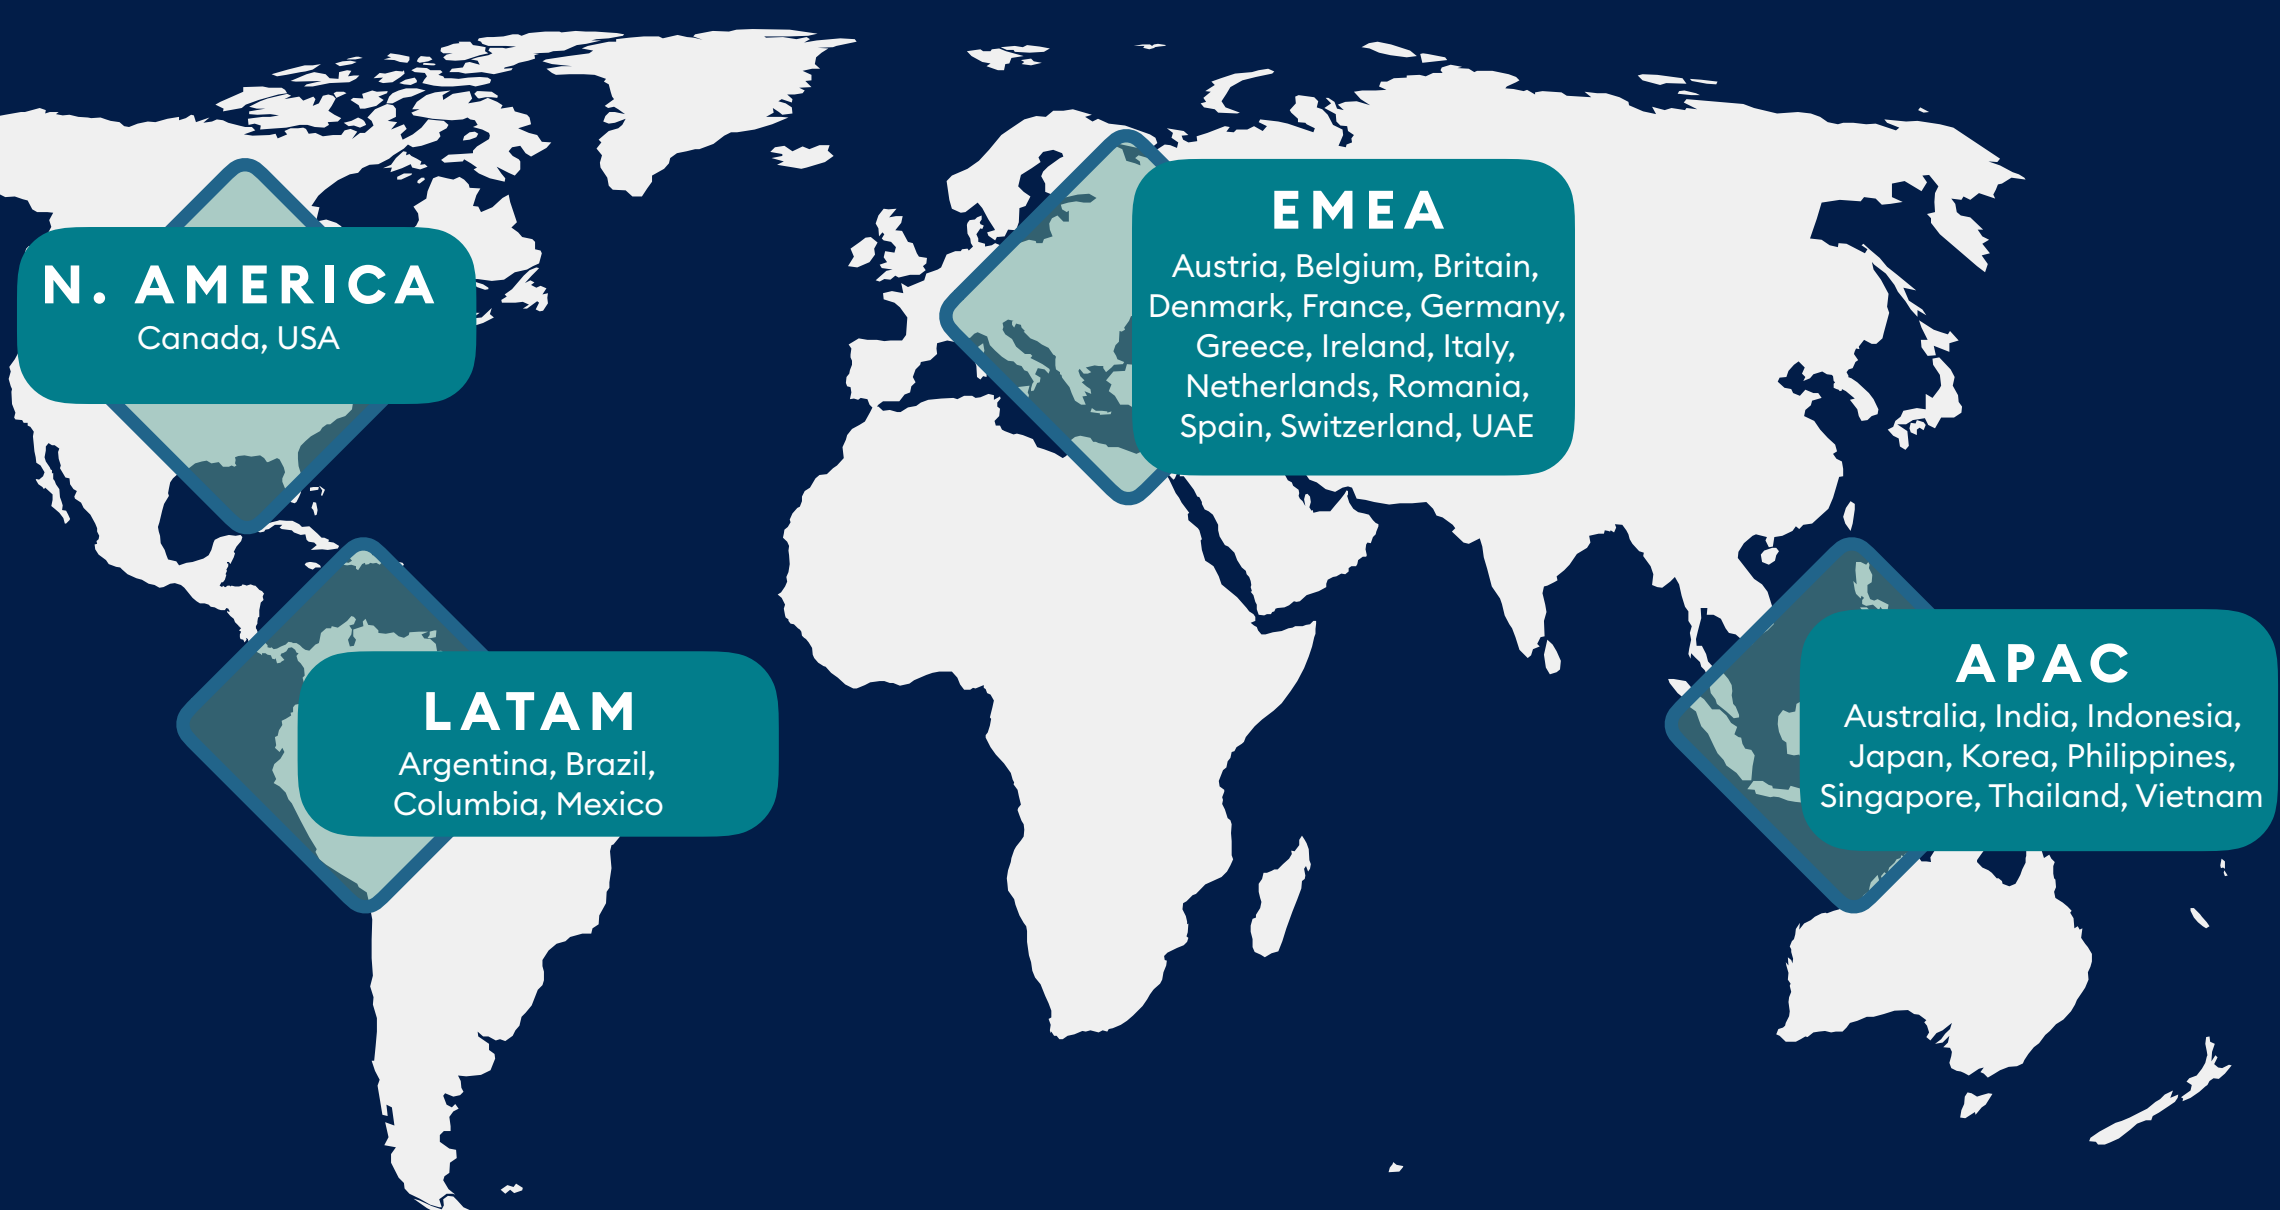 N. AMERICA
Canada, USA
EMEA
Austria, Belgium, Britain,
Denmark, France, Germany,
Greece, Ireland, Italy,
Netherlands, Romania,
Spain, Switzerland, UAE
LATAM
Argentina, Brazil,
Columbia, Mexico
APAC
Australia, India, Indonesia,
Japan, Korea, Philippines,
Singapore, Thailand, Vietnam